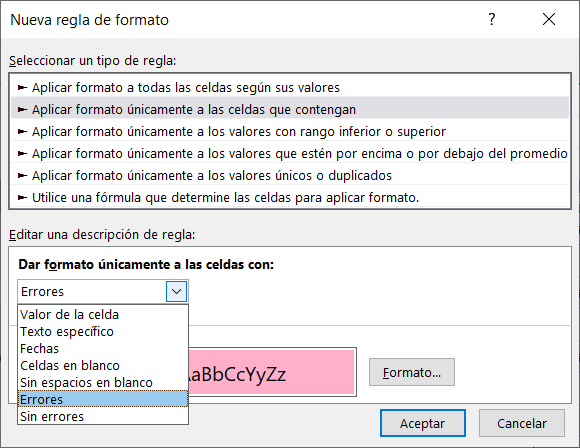 Nueva regla de formato
?
Seleccionar un tipo de regla:
► Aplicar formato a todas las celdas según sus valores
► Aplicar formato únicamente a las celdas que contengan
► Aplicar formato únicamente a los valores con rango inferior o superior
► Aplicar formato únicamente a los valores que estén por encima o por debajo del promedio
► Aplicar formato únicamente a los valores únicos o duplicados
► Utilice una fórmula que determine las celdas para aplicar formato.
Editar una descripción de regla:
Dar formato únicamente a las celdas con:
Errores
Valor de la celda
Texto específico
Fechas
Celdas en blanco
Sin espacios en blanco
Errores
Sin errores
AaBbCcYyZz
Formato...
Aceptar
Cancelar